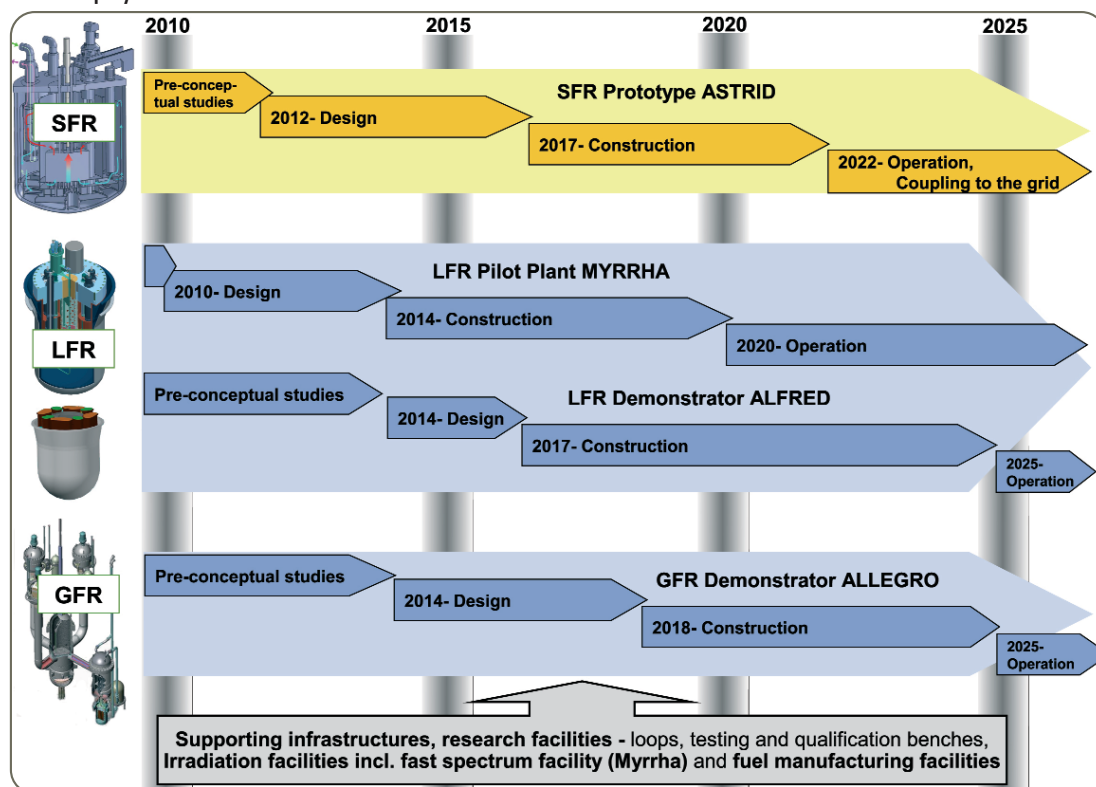 2010 2015 2020 2025
SFR
Pre-concep-
tual studies
SFR Prototype ASTRID
2012- Design
2017- Construction
2022- Operation,
Coupling to the grid
LFR
LFR Pilot Plant MYRRHA
2010- Design
2014- Construction
2020- Operation
Pre-conceptual studies
LFR Demonstrator ALFRED
2014- Design
2017- Construction
2025-
Operation
GFR
Pre-conceptual studies
GFR Demonstrator ALLEGRO
2014- Design
2018- Construction
2025-
Operation
Supporting infrastructures, research facilities - loops, testing and qualification benches,
Irradiation facilities incl. fast spectrum facility (Myrrha) and fuel manufacturing facilities